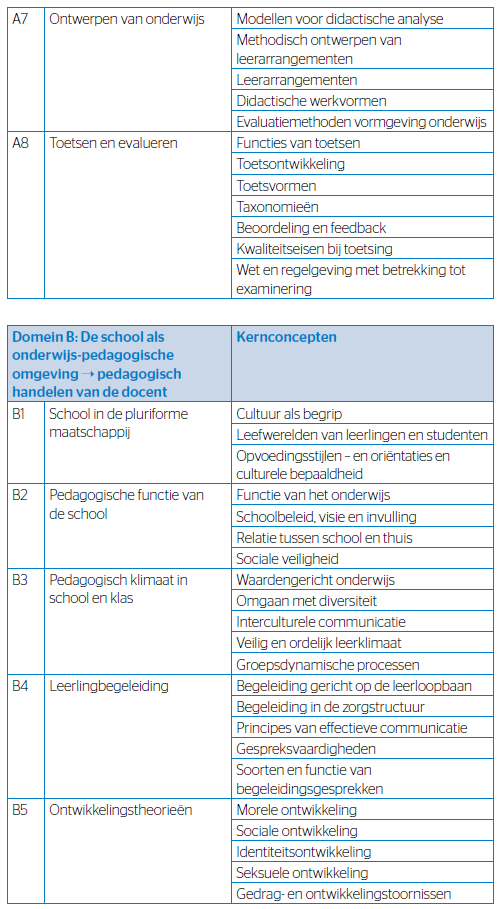 A7 Ontwerpen van onderwijs Modellen voor didactische analyse
Methodisch ontwerpen van
leerarrangementen
Leerarrangementen
Didactische werkvormen
Evaluatiemethoden vormgeving onderwijs
A8 Toetsen en evalueren Functies van toetsen
Toetsontwikkeling
Toetsvormen
Taxonomieën
Beoordeling en feedback
Kwaliteitseisen bij toetsing
Wet en regelgeving met betrekking tot
examinering
Domein B: De school als Kernconcepten
onderwijs-pedagogische
omgeving → pedagogisch
handelen van de docent
B1 School in de pluriforme Cultuur als begrip
maatschappij Leefwerelden van leerlingen en studenten
Opvoedingsstijlen – en oriëntaties en
culturele bepaaldheid
B2 Pedagogische functie van Functie van het onderwijs
de school Schoolbeleid, visie en invulling
Relatie tussen school en thuis
Sociale veiligheid
B3 Pedagogisch klimaat in Waardengericht onderwijs
school en klas Omgaan met diversiteit
Interculturele communicatie
Veilig en ordelijk leerklimaat
Groepsdynamische processen
B4 Leerlingbegeleiding Begeleiding gericht op de leerloopbaan
Begeleiding in de zorgstructuur
Principes van effectieve communicatie
Gespreksvaardigheden
Soorten en functie van
begeleidingsgesprekken
B5 Ontwikkelingstheorieën Morele ontwikkeling
Sociale ontwikkeling
Identiteitsontwikkeling
Seksuele ontwikkeling
Gedrag- en ontwikkelingstoornissen